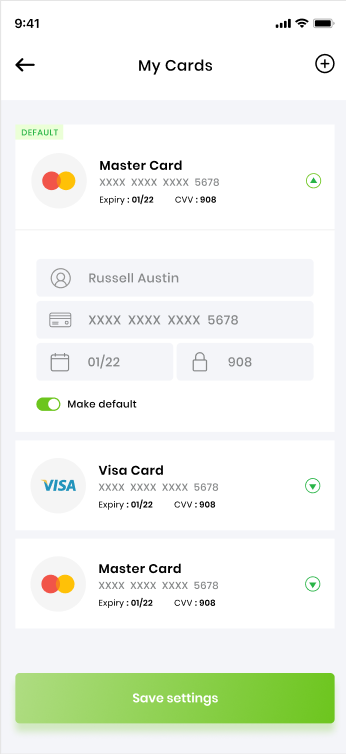 9:41
My Cards
DEFAULT
Master Card
XXXX XXXX XXXX 5678
Expiry : 01/22 CVV : 908
Russell Austin
XXXX XXXX XXXX 5678
01/22 908
Make default
VISA
Visa Card
XXXX XXXX XXXX 5678
Expiry : 01/22 CVV : 908
Master Card
XXXX XXXX XXXX 5678
Expiry : 01/22 CVV : 908
Save settings